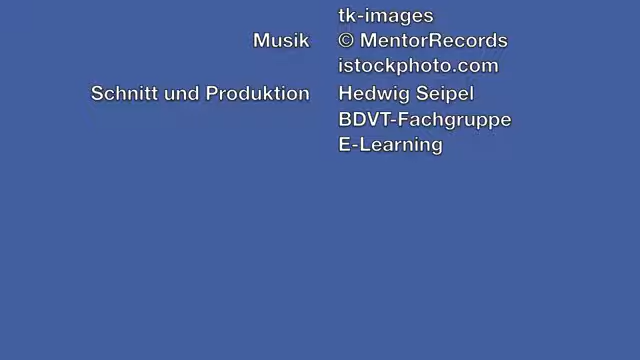 tk-images
Musik © MentorRecords
istockphoto.com
Schnitt und Produktion Hedwig Seipel
BDVT-Fachgruppe
E-Learning